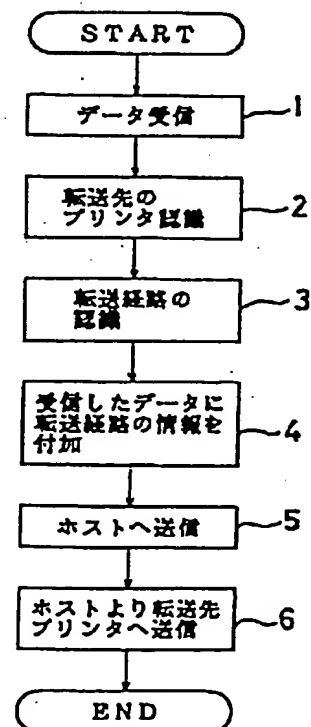 START
データ受信
1
転送先の
プリンタ認識
2
転送経路の
認識
3
受信したデータに
転送経路の情報を
付加
4
ホストへ送信
5
ホストより転送先
プリンタへ送信
6
END